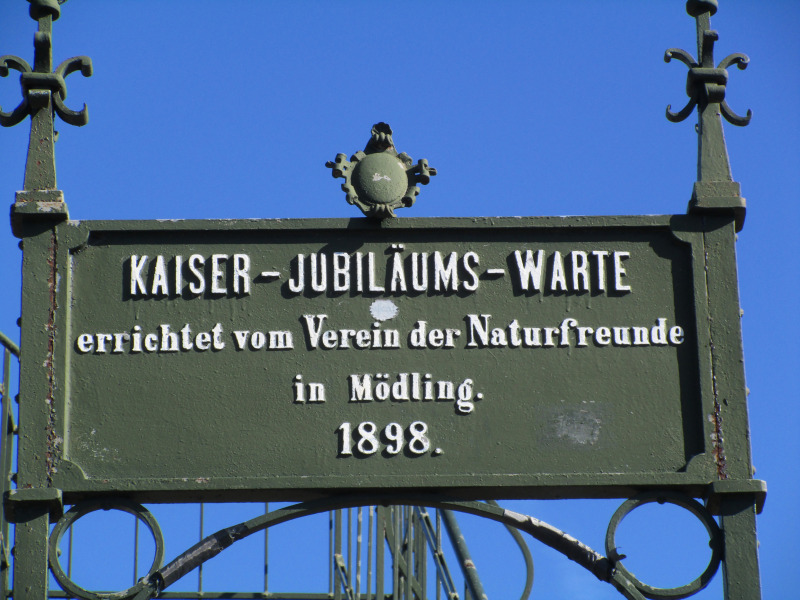 KAISER-JUBILÄUMS-WARTE
errichtet vom Verein der Naturfreunde
in Mödling.
1898.